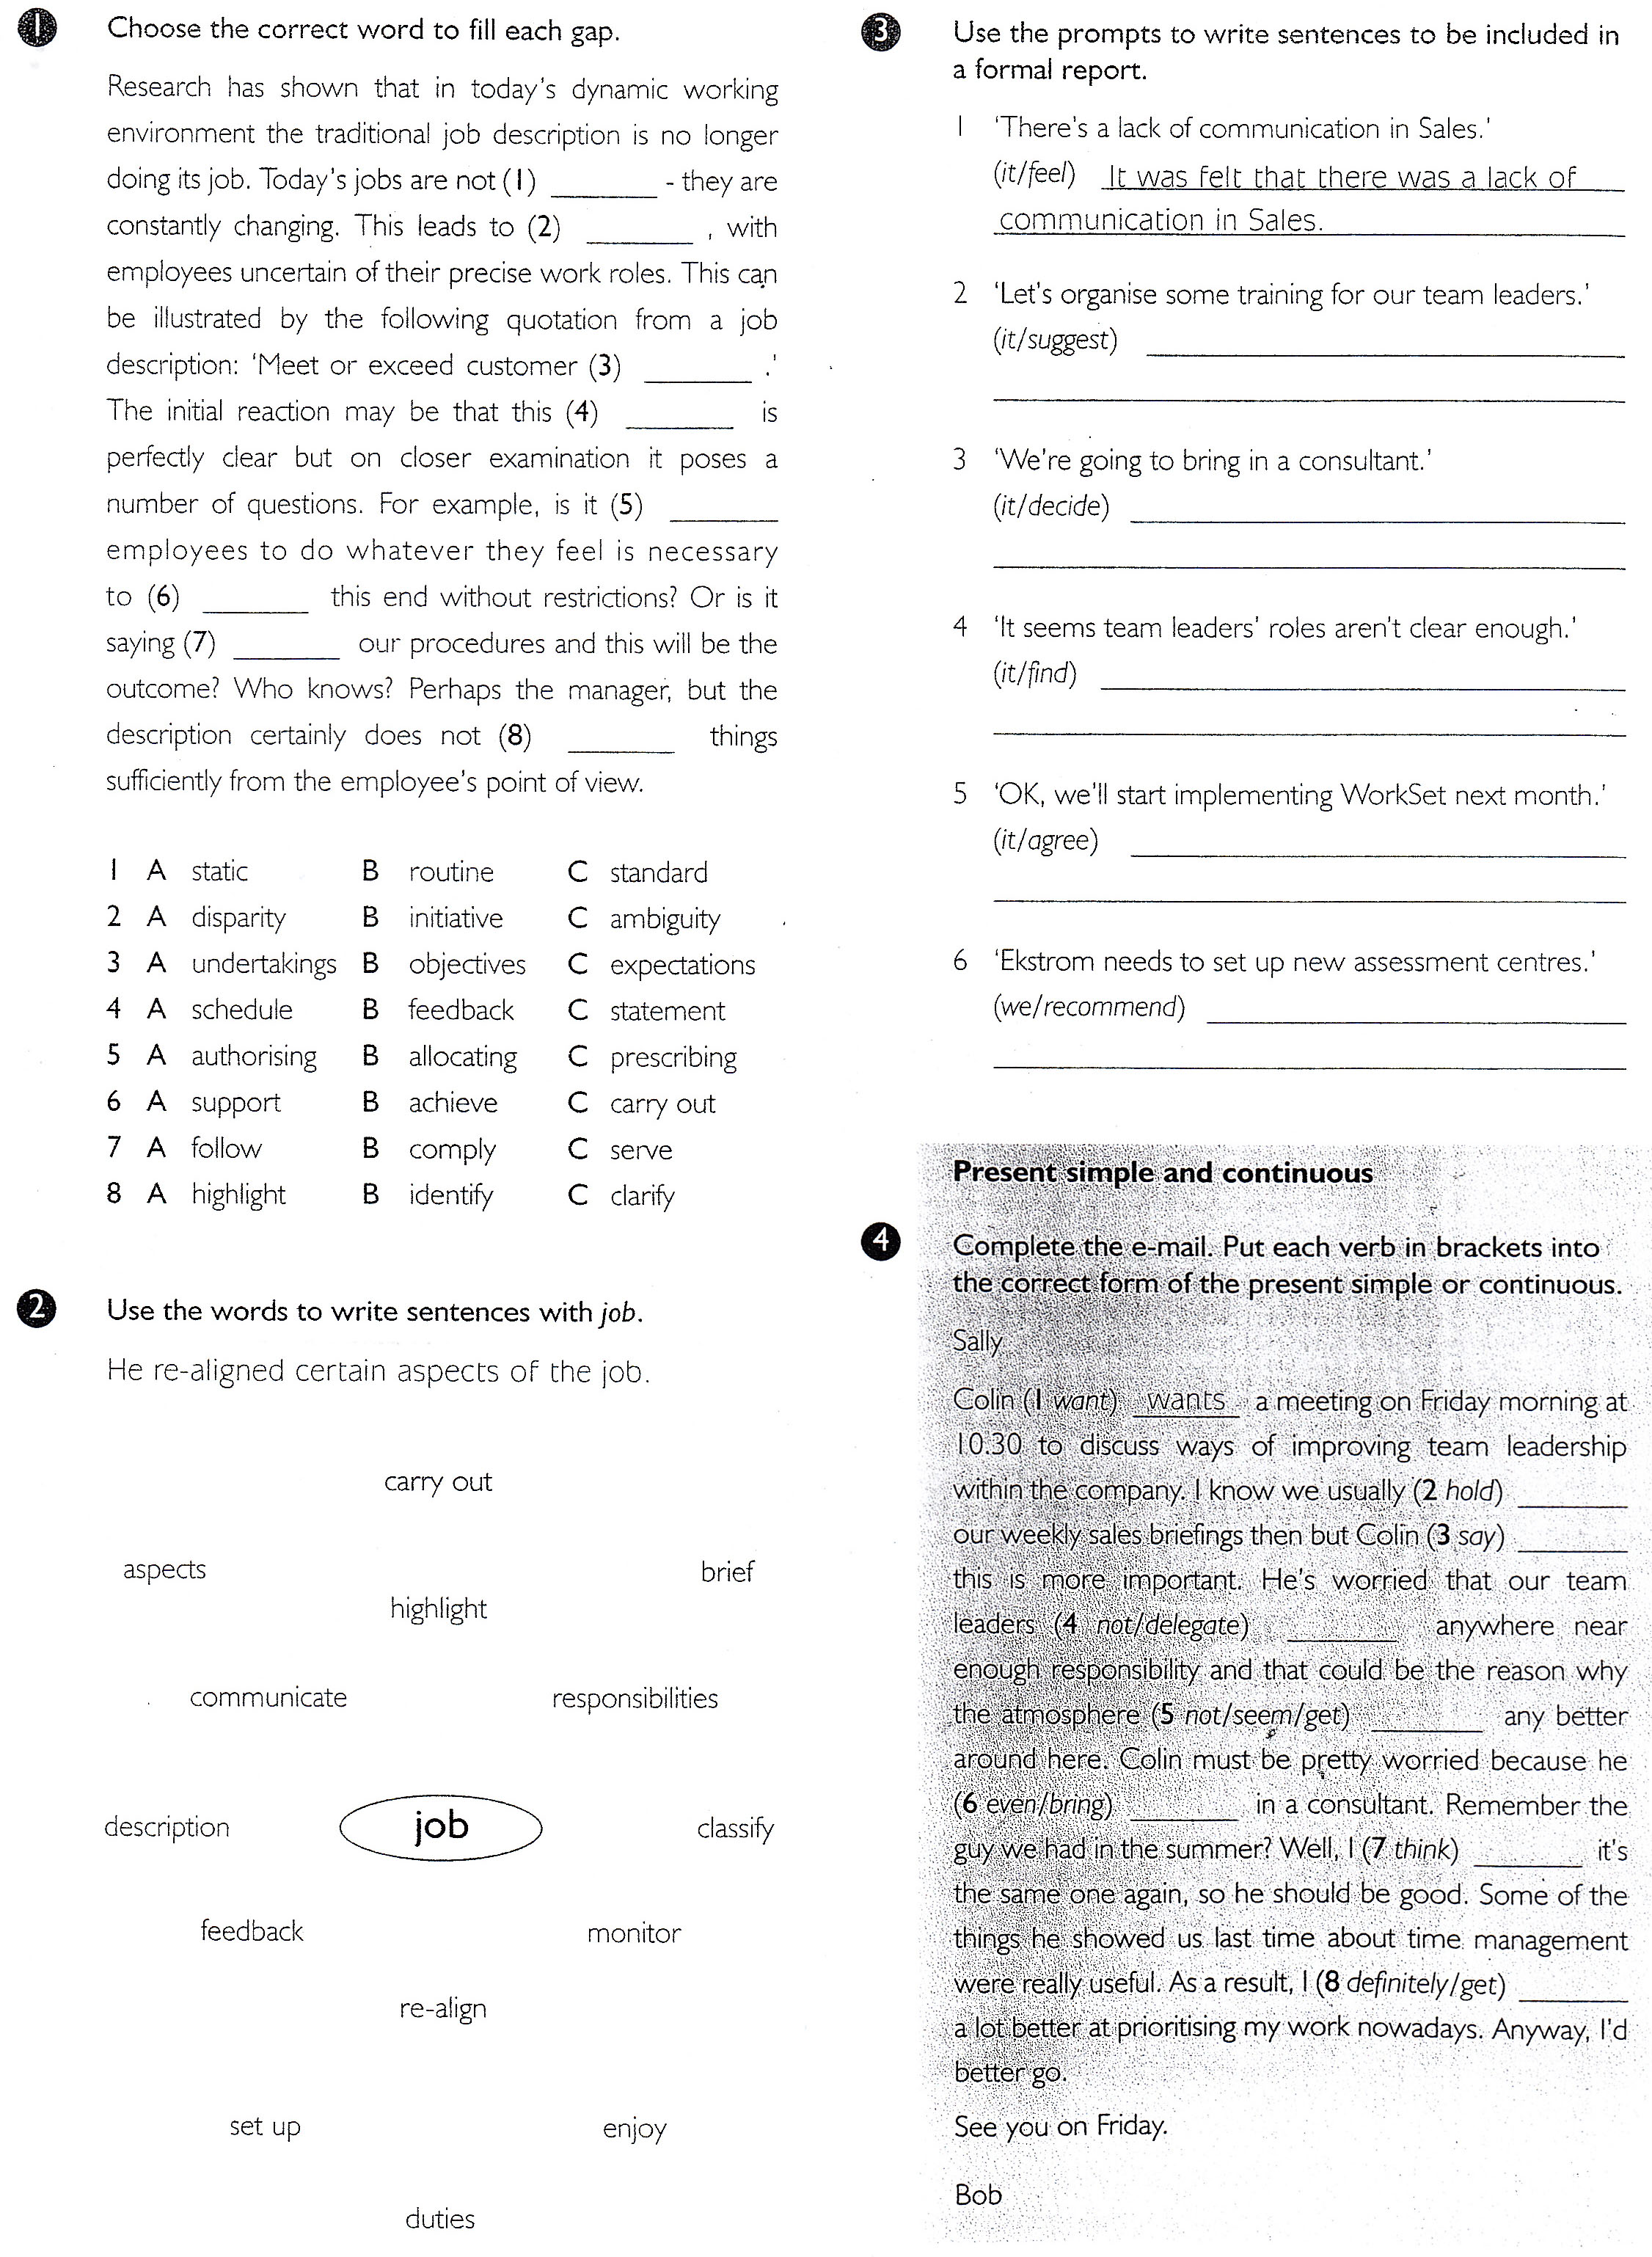 1 Choose the correct word to fill each gap.
Research has shown that in today's dynamic working
environment the traditional job description is no longer
doing its job. Today's jobs are not (1) ________ - they are
constantly changing. This leads to (2) ________ , with
employees uncertain of their precise work roles. This can
be illustrated by the following quotation from a job
description: 'Meet or exceed customer (3) ________ .'
The initial reaction may be that this (4) ________ is
perfectly clear but on closer examination it poses a
number of questions. For example, is it (5) ________
employees to do whatever they feel is necessary
to (6) ________ this end without restrictions? Or is it
saying (7) ________ our procedures and this will be the
outcome? Who knows? Perhaps the manager, but the
description certainly does not (8) ________ things
sufficiently from the employee's point of view.
1 A static B routine C standard
2 A disparity B initiative C ambiguity
3 A undertakings B objectives C expectations
4 A schedule B feedback C statement
5 A authorising B allocating C prescribing
6 A support B achieve C carry out
7 A follow B comply C serve
8 A highlight B identify C clarify
2 Use the words to write sentences with job.
He re-aligned certain aspects of the job.
carry out
aspects brief
highlight
communicate responsibilities
description job classify
feedback monitor
re-align
set up enjoy
duties
3 Use the prompts to write sentences to be included in
a formal report.
1 'There's a lack of communication in Sales.'
(it/feel) It was felt that there was a lack of
communication in Sales.
2 'Let's organise some training for our team leaders.'
(it/suggest) ________
3 'We're going to bring in a consultant.'
(it/decide) ________
4 'It seems team leaders' roles aren't clear enough.'
(it/find) ________
5 'OK, we'll start implementing WorkSet next month.'
(it/agree) ________
6 'Ekstrom needs to set up new assessment centres.'
(we/recommend) ________
Present simple and continuous
4 Complete the e-mail. Put each verb in brackets into
the correct form of the present simple or continuous.
Sally
Colin (1 want) wants a meeting on Friday morning at
10.30 to discuss ways of improving team leadership
within the company. I know we usually (2 hold) ________
our weekly sales briefings then but Colin (3 say) ________
this is more important. He's worried that our team
leaders (4 not/delegate) ________ anywhere near
enough responsibility and that could be the reason why
the atmosphere (5 not/seem/get) ________ any better
around here. Colin must be pretty worried because he
(6 even/bring) ________ in a consultant. Remember the
guy we had in the summer? Well, I (7 think) ________ it's
the same one again, so he should be good. Some of the
things he showed us last time about time management
were really useful. As a result, I (8 definitely/get) ________
a lot better at prioritising my work nowadays. Anyway, I'd
better go.
See you on Friday.
Bob